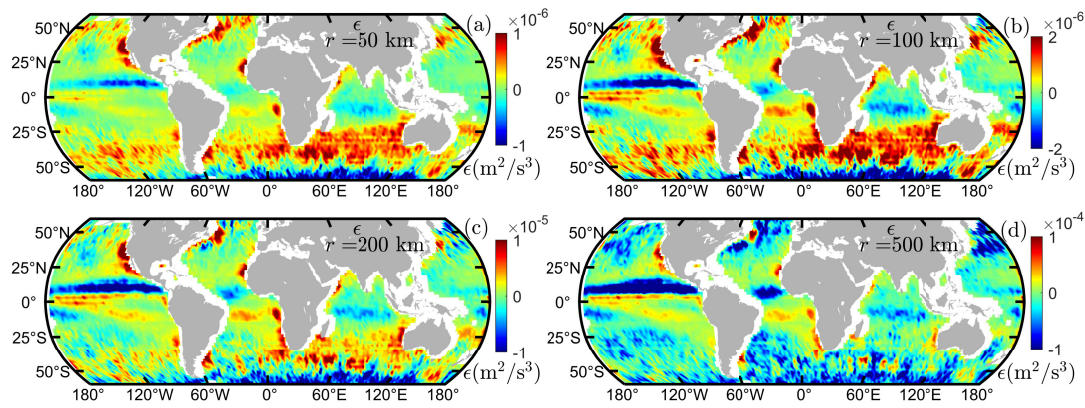 (a)
ϵ
r =50 km
×10^-6
1
0
-1
ϵ(m²/s³)
50°N
25°N
0°
25°S
50°S
180° 120°W 60°W 0° 60°E 120°E 180°
(b)
ϵ
r =100 km
×10^-6
2
0
-2
ϵ(m²/s³)
50°N
25°N
0°
25°S
50°S
180° 120°W 60°W 0° 60°E 120°E 180°
(c)
ϵ
r =200 km
×10^-5
1
0
-1
ϵ(m²/s³)
50°N
25°N
0°
25°S
50°S
180° 120°W 60°W 0° 60°E 120°E 180°
(d)
ϵ
r =500 km
×10^-4
1
0
-1
ϵ(m²/s³)
50°N
25°N
0°
25°S
50°S
180° 120°W 60°W 0° 60°E 120°E 180°